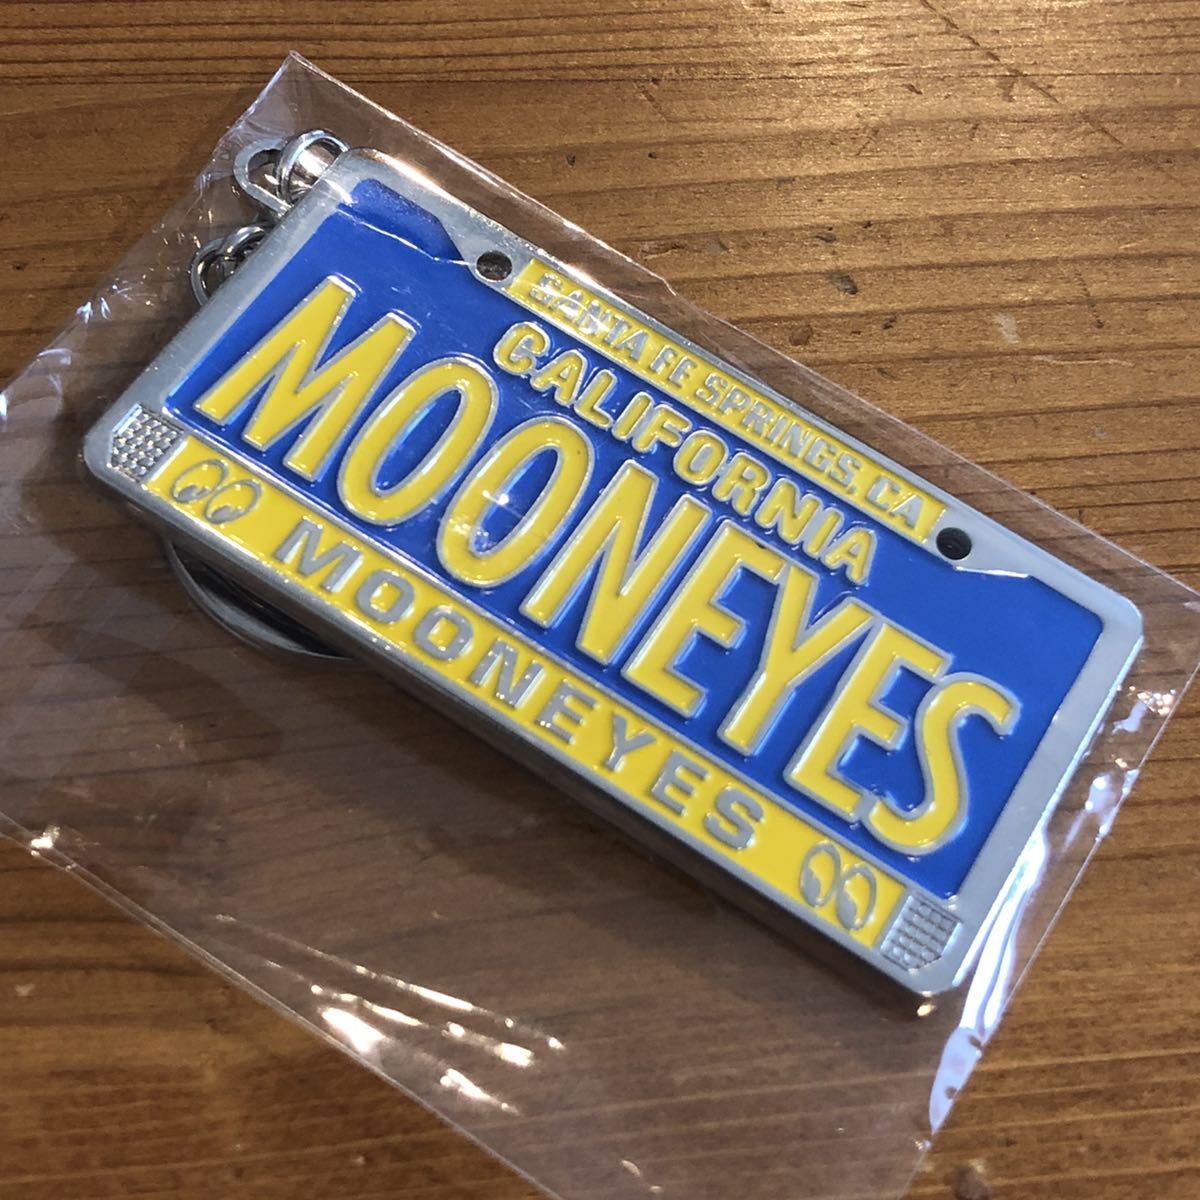 SANTA FE SPRINGS, CA
CALIFORNIA
MOONEYES
MOONEYES